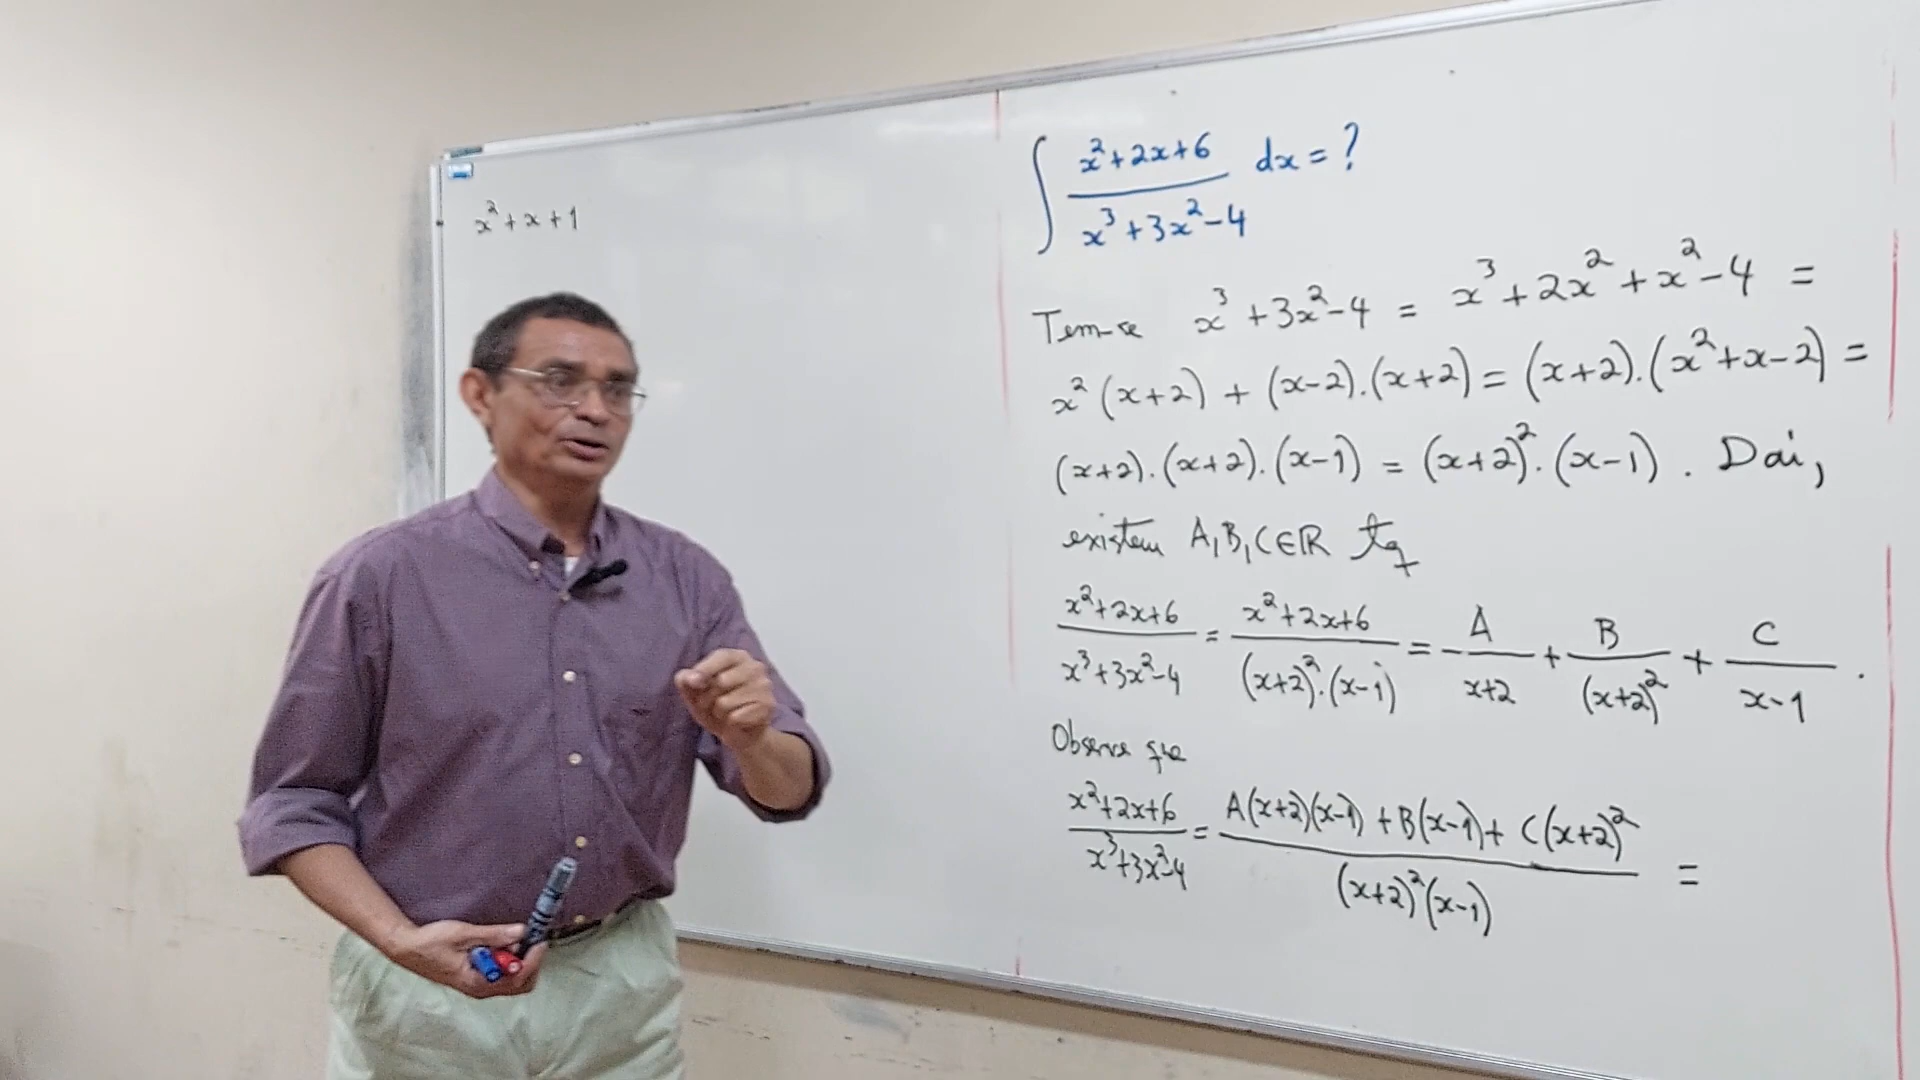 x²+x+1
∫ (x²+2x+6)/(x³+3x²-4) dx = ?
Tem-se x³+3x²-4 = x³+2x²+x²-4 =
x²(x+2) + (x-2).(x+2) = (x+2).(x²+x-2) =
(x+2).(x+2).(x-1) = (x+2)².(x-1). Daí,
existem A,B,C∈ℝ tq
(x²+2x+6)/(x³+3x²-4) = (x²+2x+6)/((x+2)².(x-1)) = A/(x+2) + B/(x+2)² + C/(x-1).
Observe que
(x²+2x+6)/(x³+3x²-4) = (A(x+2)(x-1) + B(x-1) + C(x+2)²)/((x+2)²(x-1)) =